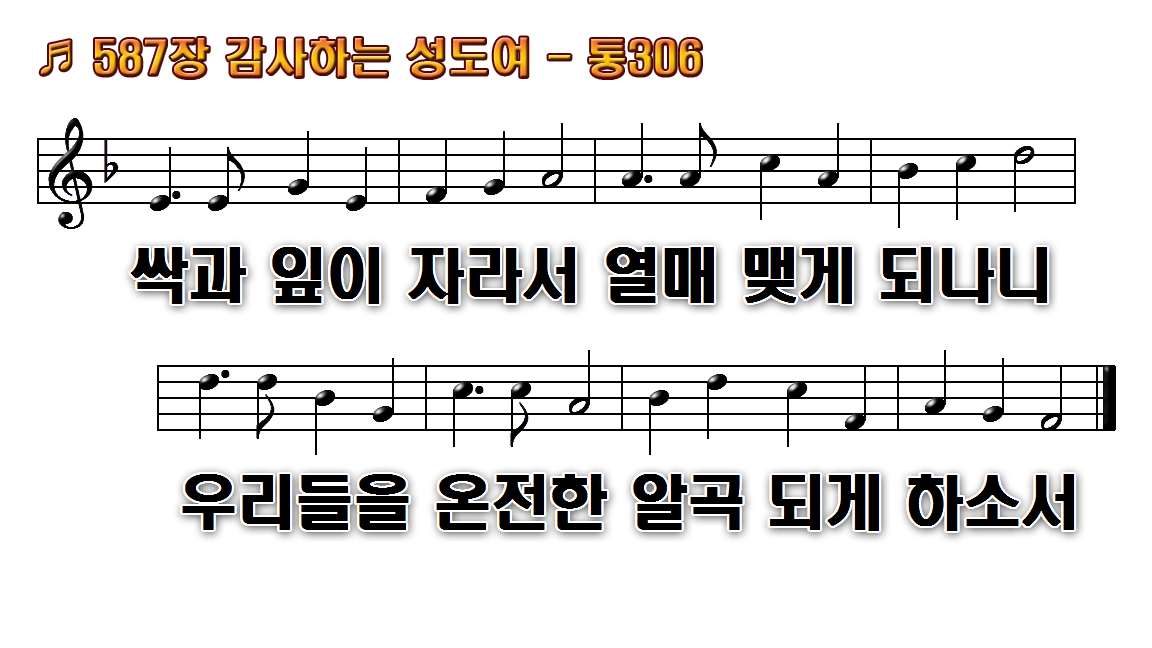 587장 감사하는 성도여 - 통306
싹과 잎이 자라서 열매 맺게 되나니
우리들을 온전한 알곡 되게 하소서